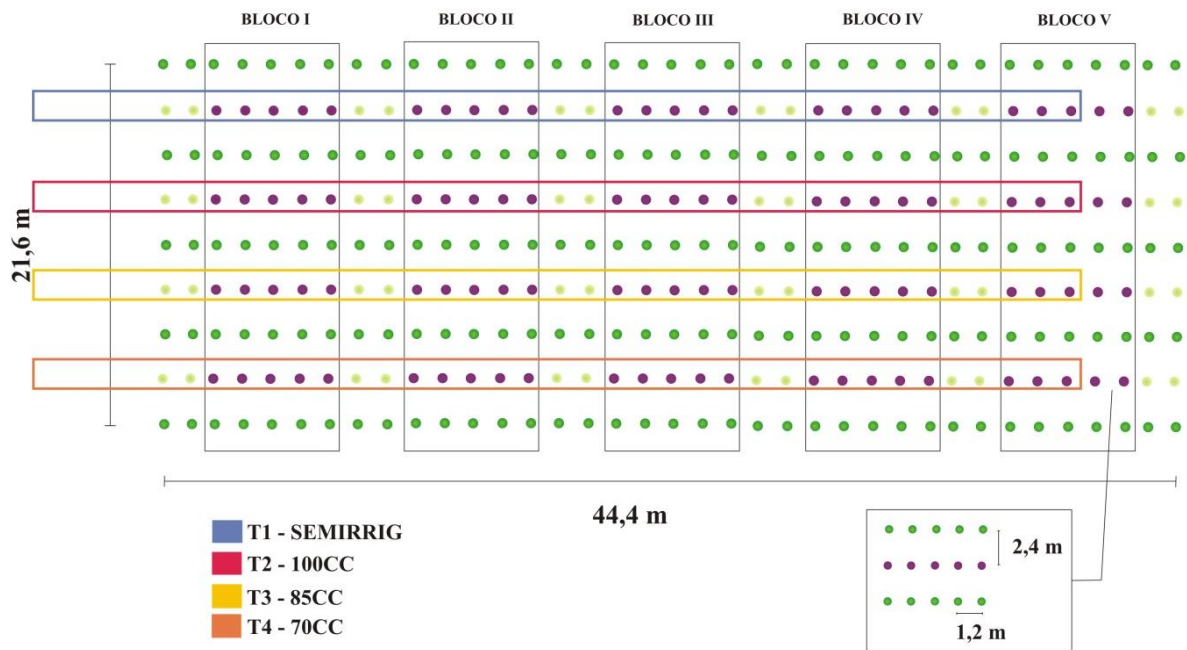 BLOCO I
BLOCO II
BLOCO III
BLOCO IV
BLOCO V
21,6 m
44,4 m
T1 - SEMIRRIG
T2 - 100CC
T3 - 85CC
T4 - 70CC
2,4 m
1,2 m